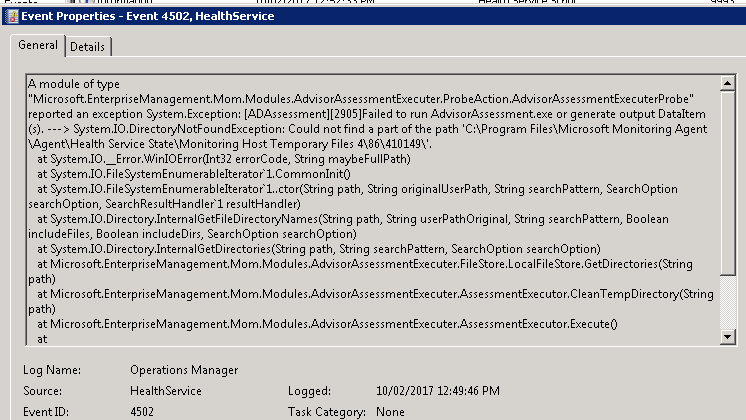 Event Properties - Event 4502, HealthService
General Details
A module of type
"Microsoft.EnterpriseManagement.Mom.Modules.AdvisorAssessmentExecuter.ProbeAction.AdvisorAssessmentExecuterProbe"
reported an exception System.Exception: [ADAssessment][2905]Failed to run AdvisorAssessment.exe or generate output DataItem
(s). ---> System.IO.DirectoryNotFoundException: Could not find a part of the path 'C:\Program Files\Microsoft Monitoring Agent
\Agent\Health Service State\Monitoring Host Temporary Files 4\86\410149\'.
at System.IO.__Error.WinIOError(Int32 errorCode, String maybeFullPath)
at System.IO.FileSystemEnumerableIterator`1.CommonInit()
at System.IO.FileSystemEnumerableIterator`1..ctor(String path, String originalUserPath, String searchPattern, SearchOption
searchOption, SearchResultHandler`1 resultHandler)
at System.IO.Directory.InternalGetFileDirectoryNames(String path, String userPathOriginal, String searchPattern, Boolean
includeFiles, Boolean includeDirs, SearchOption searchOption)
at System.IO.Directory.InternalGetDirectories(String path, String searchPattern, SearchOption searchOption)
at Microsoft.EnterpriseManagement.Mom.Modules.AdvisorAssessmentExecuter.FileStore.LocalFileStore.GetDirectories(String
path)
at Microsoft.EnterpriseManagement.Mom.Modules.AdvisorAssessmentExecuter.AssessmentExecutor.CleanTempDirectory(String
path)
at Microsoft.EnterpriseManagement.Mom.Modules.AdvisorAssessmentExecuter.AssessmentExecutor.Execute()
at
Log Name: Operations Manager
Source: HealthService Logged: 10/02/2017 12:49:46 PM
Event ID: 4502 Task Category: None